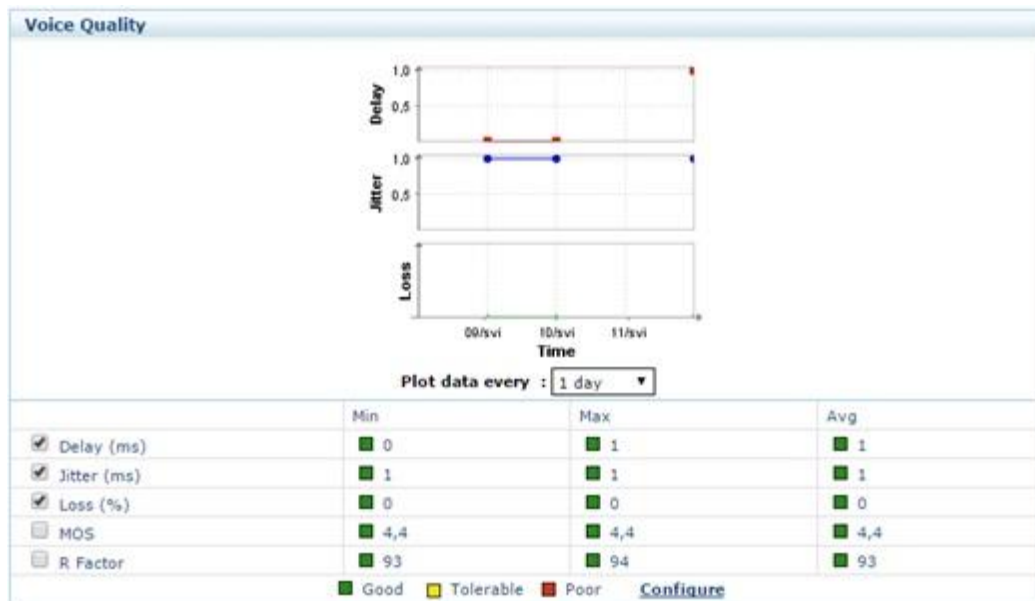 Voice Quality
1,0
0,5
Delay
1,0
0,5
Jitter
Loss
09/svi 10/svi 11/svi
Time
Plot data every : 1 day
Min Max Avg
Delay (ms) 0 1 1
Jitter (ms) 1 1 1
Loss (%) 0 0 0
MOS 4,4 4,4 4,4
R Factor 93 94 93
Good Tolerable Poor Configure